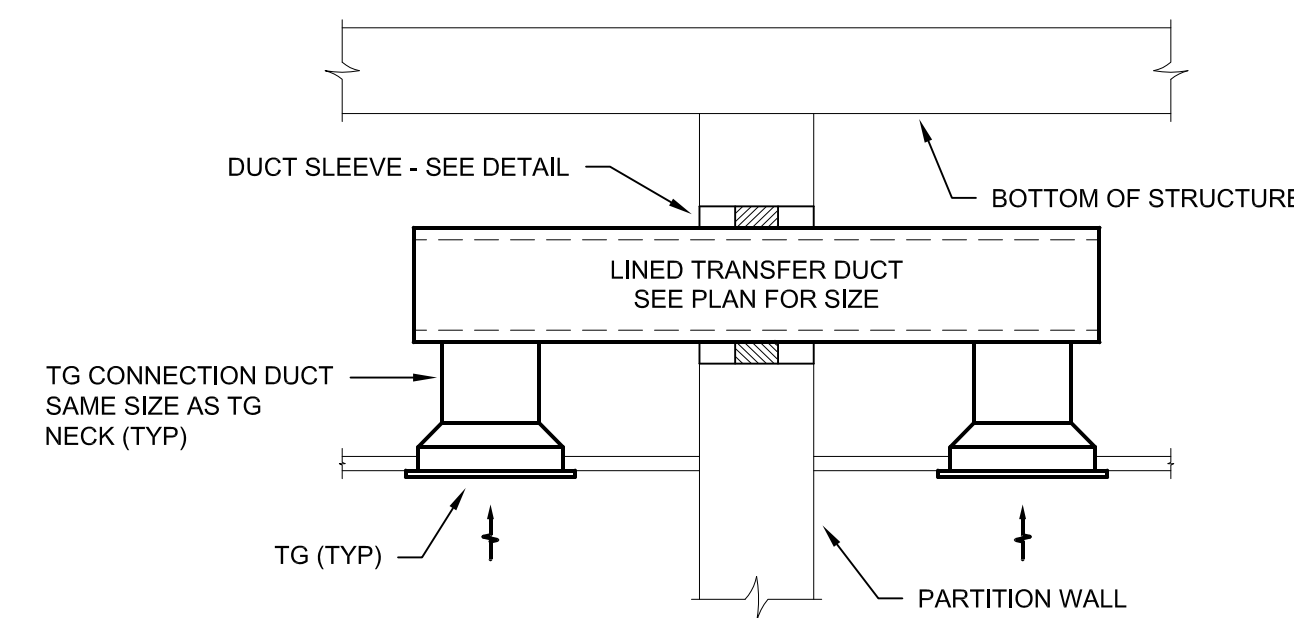 DUCT SLEEVE - SEE DETAIL
BOTTOM OF STRUCTURE
LINED TRANSFER DUCT
SEE PLAN FOR SIZE
TG CONNECTION DUCT
SAME SIZE AS TG
NECK (TYP)
TG (TYP)
PARTITION WALL